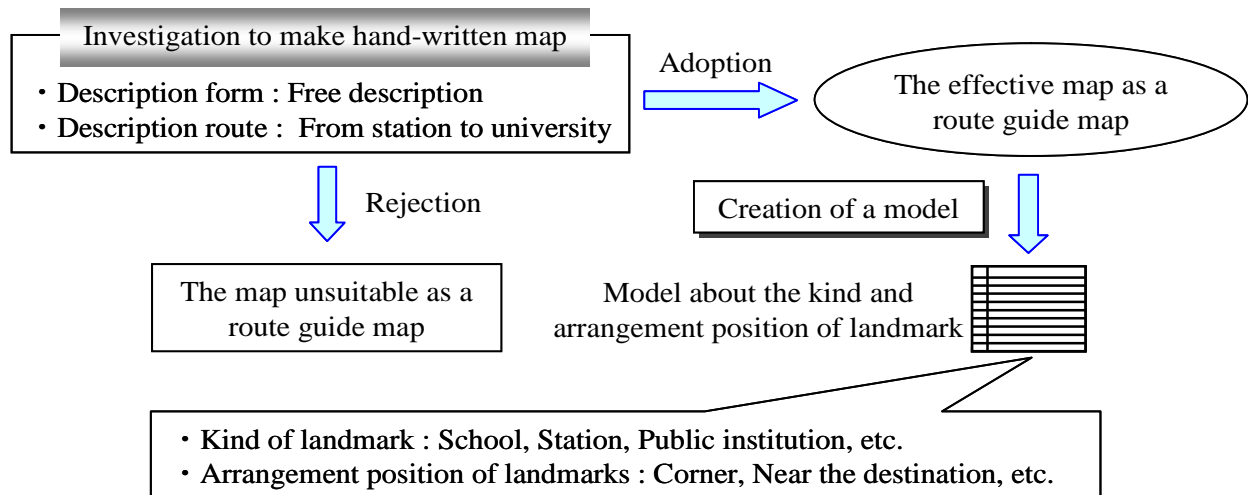 Investigation to make hand-written map
・Description form : Free description
・Description route : From station to university
Adoption
The effective map as a
route guide map
Rejection
Creation of a model
The map unsuitable as a
route guide map
Model about the kind and
arrangement position of landmark
・Kind of landmark : School, Station, Public institution, etc.
・Arrangement position of landmarks : Corner, Near the destination, etc.